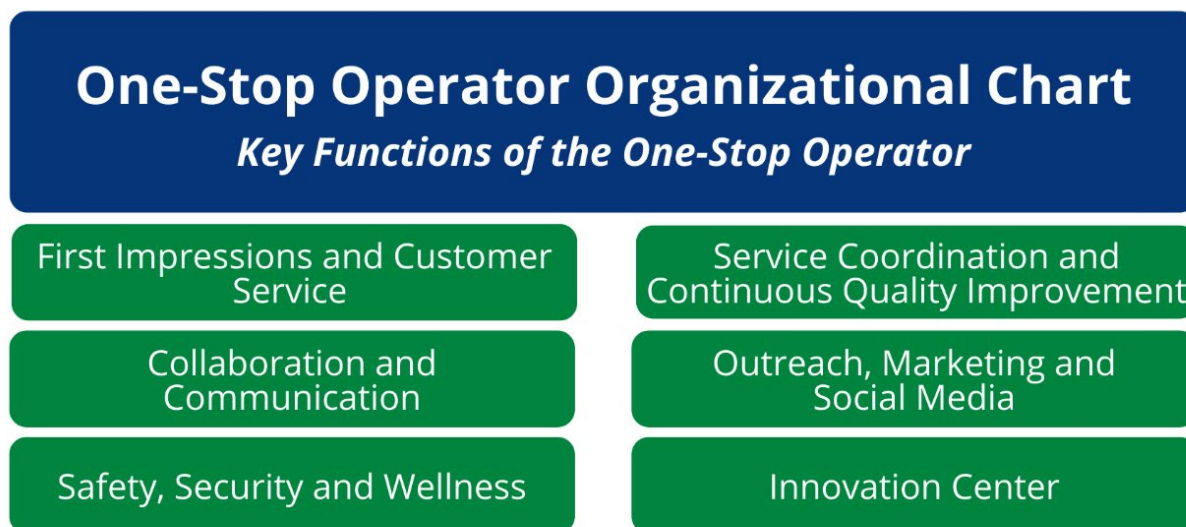 One-Stop Operator Organizational Chart
Key Functions of the One-Stop Operator
First Impressions and Customer
Service
Service Coordination and
Continuous Quality Improvement
Collaboration and
Communication
Outreach, Marketing and
Social Media
Safety, Security and Wellness
Innovation Center